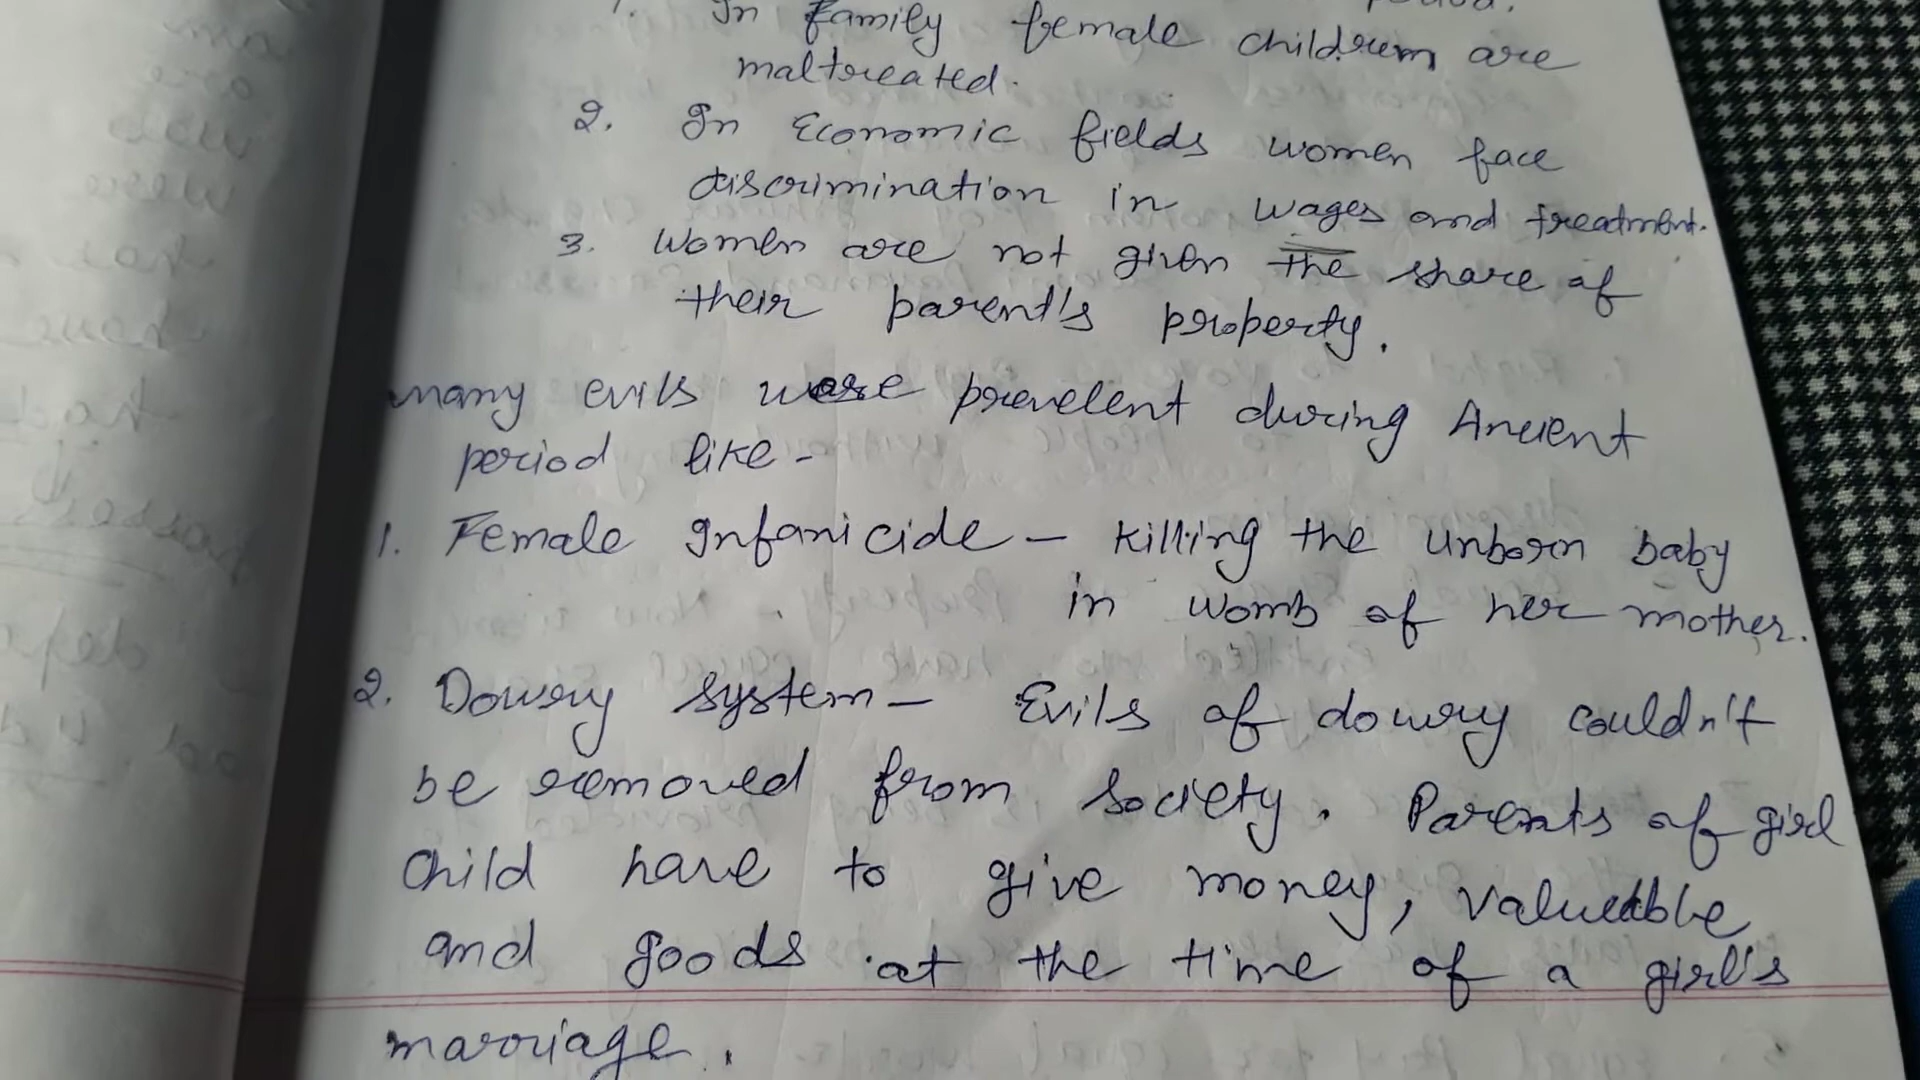 1. In family female children are
maltreated.
2. In Economic fields women face
discrimination in wages and treatment.
3. Women are not given the share of
their parent's property.
many evils were prevelent during Ancient
period like -
1. Female Infanicide - Killing the unborn baby
in womb of her mother.
2. Dowry system - Evils of dowry couldn't
be removed from society. Parents of girl
child have to give money, valueable
and goods at the time of a girl's
marriage.